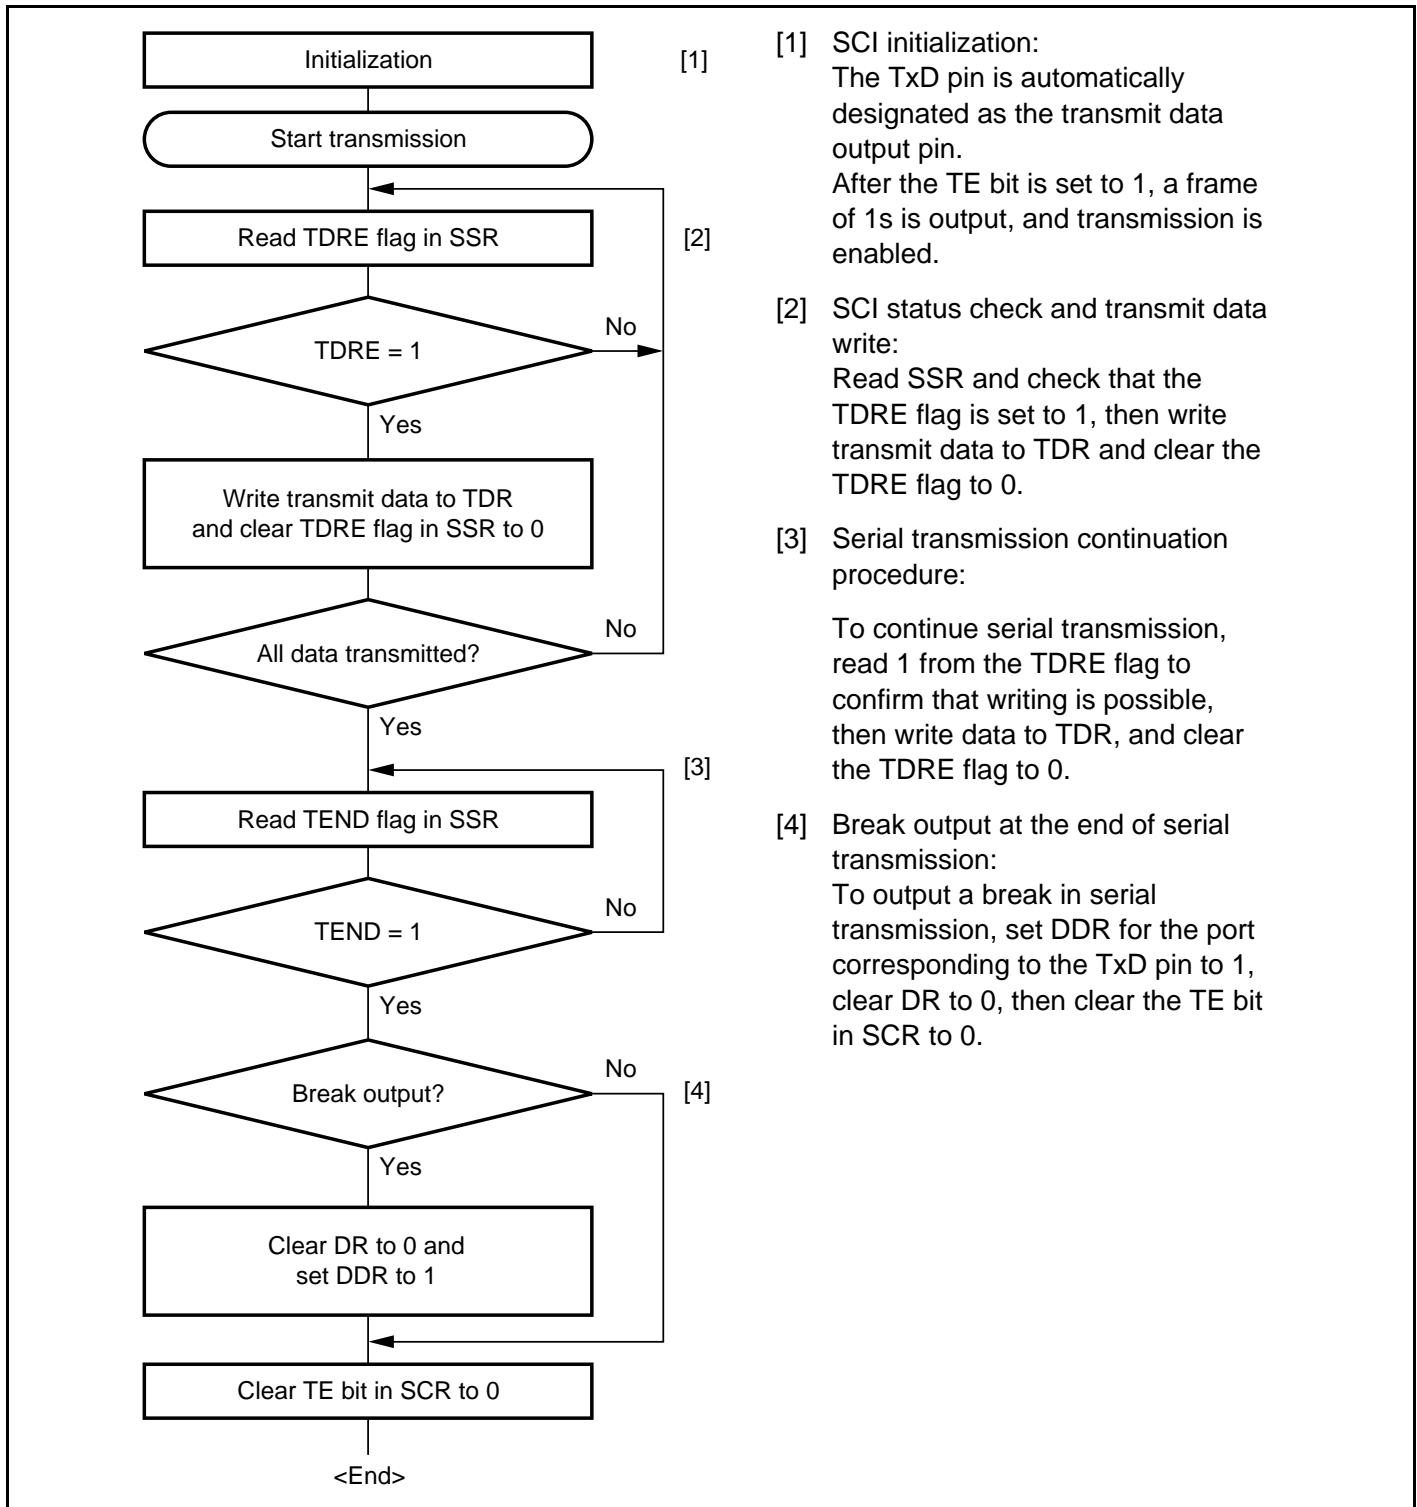 Initialization
[1]
Start transmission
Read TDRE flag in SSR
[2]
TDRE = 1
No
Yes
Write transmit data to TDR
and clear TDRE flag in SSR to 0
All data transmitted?
No
Yes
[3]
Read TEND flag in SSR
TEND = 1
No
Yes
Break output?
No
[4]
Yes
Clear DR to 0 and
set DDR to 1
Clear TE bit in SCR to 0
<End>
[1] SCI initialization:
The TxD pin is automatically
designated as the transmit data
output pin.
After the TE bit is set to 1, a frame
of 1s is output, and transmission is
enabled.
[2] SCI status check and transmit data
write:
Read SSR and check that the
TDRE flag is set to 1, then write
transmit data to TDR and clear the
TDRE flag to 0.
[3] Serial transmission continuation
procedure:
To continue serial transmission,
read 1 from the TDRE flag to
confirm that writing is possible,
then write data to TDR, and clear
the TDRE flag to 0.
[4] Break output at the end of serial
transmission:
To output a break in serial
transmission, set DDR for the port
corresponding to the TxD pin to 1,
clear DR to 0, then clear the TE bit
in SCR to 0.